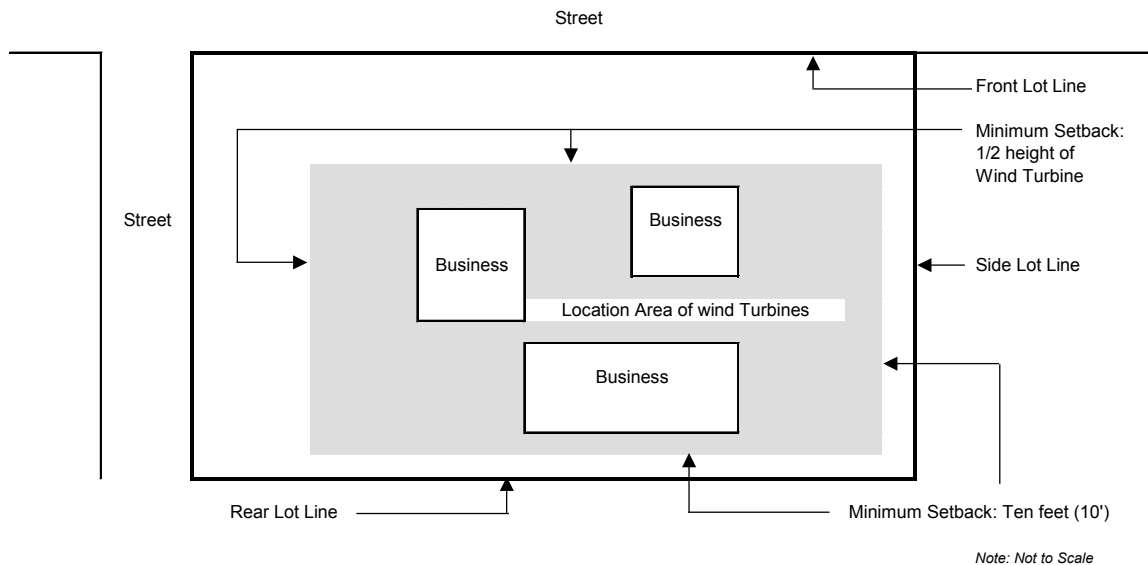 Street
Front Lot Line
Minimum Setback:
1/2 height of
Wind Turbine
Street
Business
Business
Side Lot Line
Location Area of wind Turbines
Business
Rear Lot Line
Minimum Setback: Ten feet (10')
Note: Not to Scale